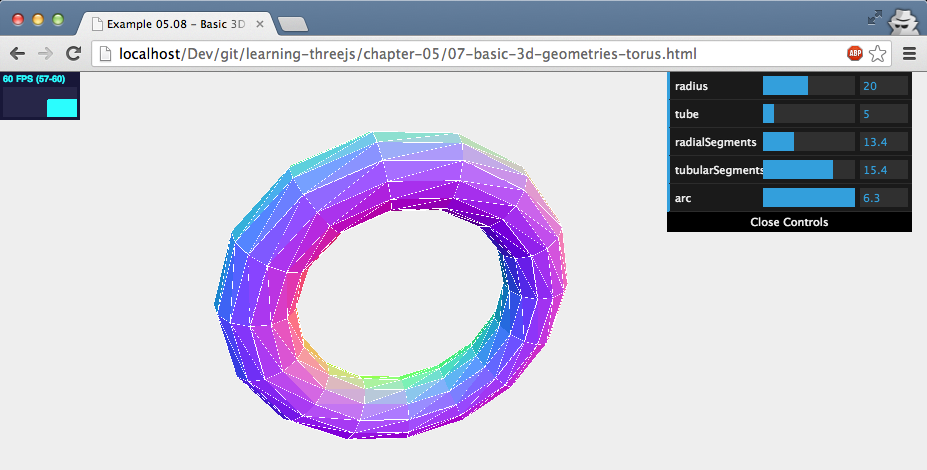 Example 05.08 – Basic 3D
localhost/Dev/git/learning-threejs/chapter-05/07-basic-3d-geometries-torus.html
ABP
60 FPS (57-60)
radius 20
tube 5
radialSegments 13.4
tubularSegments 15.4
arc 6.3
Close Controls